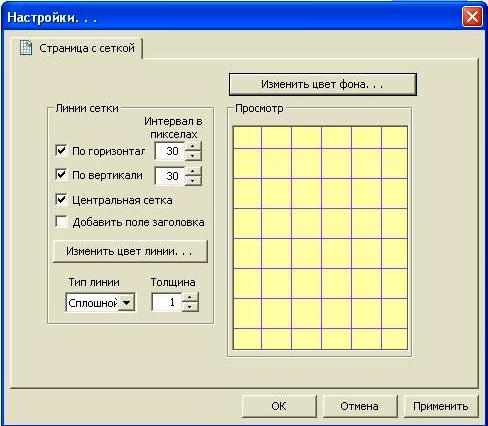 Настройки. . .
Страница с сеткой
Изменить цвет фона. . .
Линии сетки
Интервал в
пикселах
По горизонтал
30
По вертикали
30
Центральная сетка
Добавить поле заголовка
Изменить цвет линии. . .
Тип линии
Толщина
Сплошной
1
Просмотр
OK
Отмена
Применить